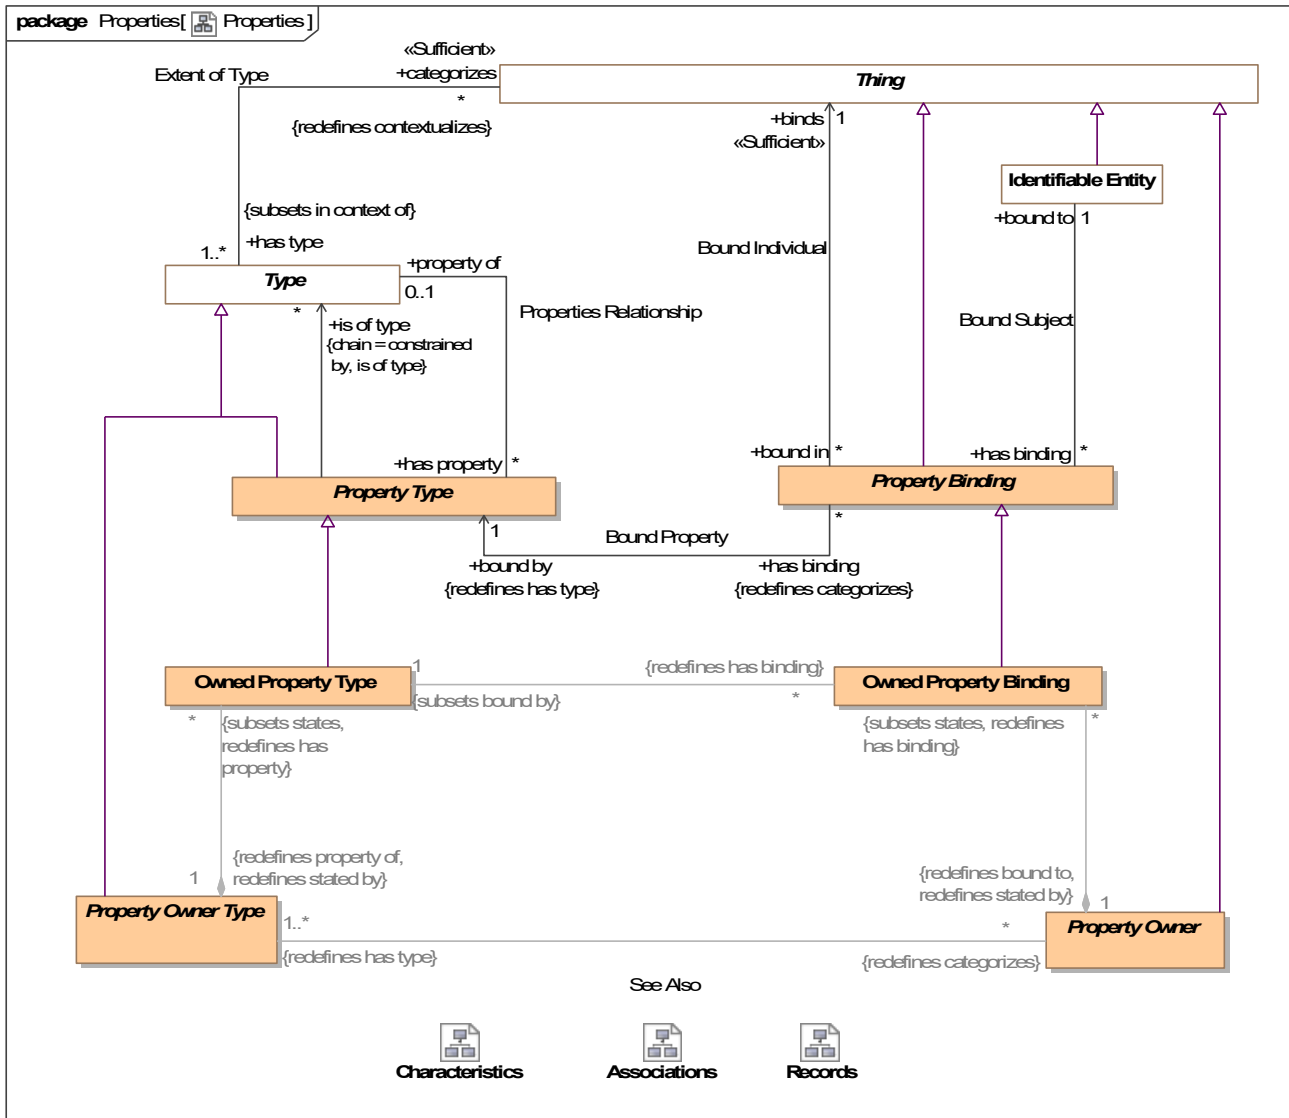 package Properties[ Properties ]
«Sufficient»
Extent of Type
+categorizes
*
{redefines contextualizes}
Thing
+binds 1
«Sufficient»
Identifiable Entity
+bound to 1
{subsets in context of}
+has type
1..*
Type
+property of
0..1
*
+is of type
{chain = constrained
by, is of type}
Properties Relationship
Bound Individual
Bound Subject
+has property *
+bound in *
+has binding *
Property Type
Property Binding
1
Bound Property
*
+bound by
{redefines has type}
+has binding
{redefines categorizes}
Owned Property Type
1
{subsets bound by}
{redefines has binding}
*
Owned Property Binding
*
{subsets states,
redefines has
property}
{subsets states, redefines
has binding}
*
{redefines property of,
redefines stated by}
1
{redefines bound to,
redefines stated by}
1
Property Owner Type
1..*
{redefines has type}
*
{redefines categorizes}
Property Owner
See Also
Characteristics
Associations
Records